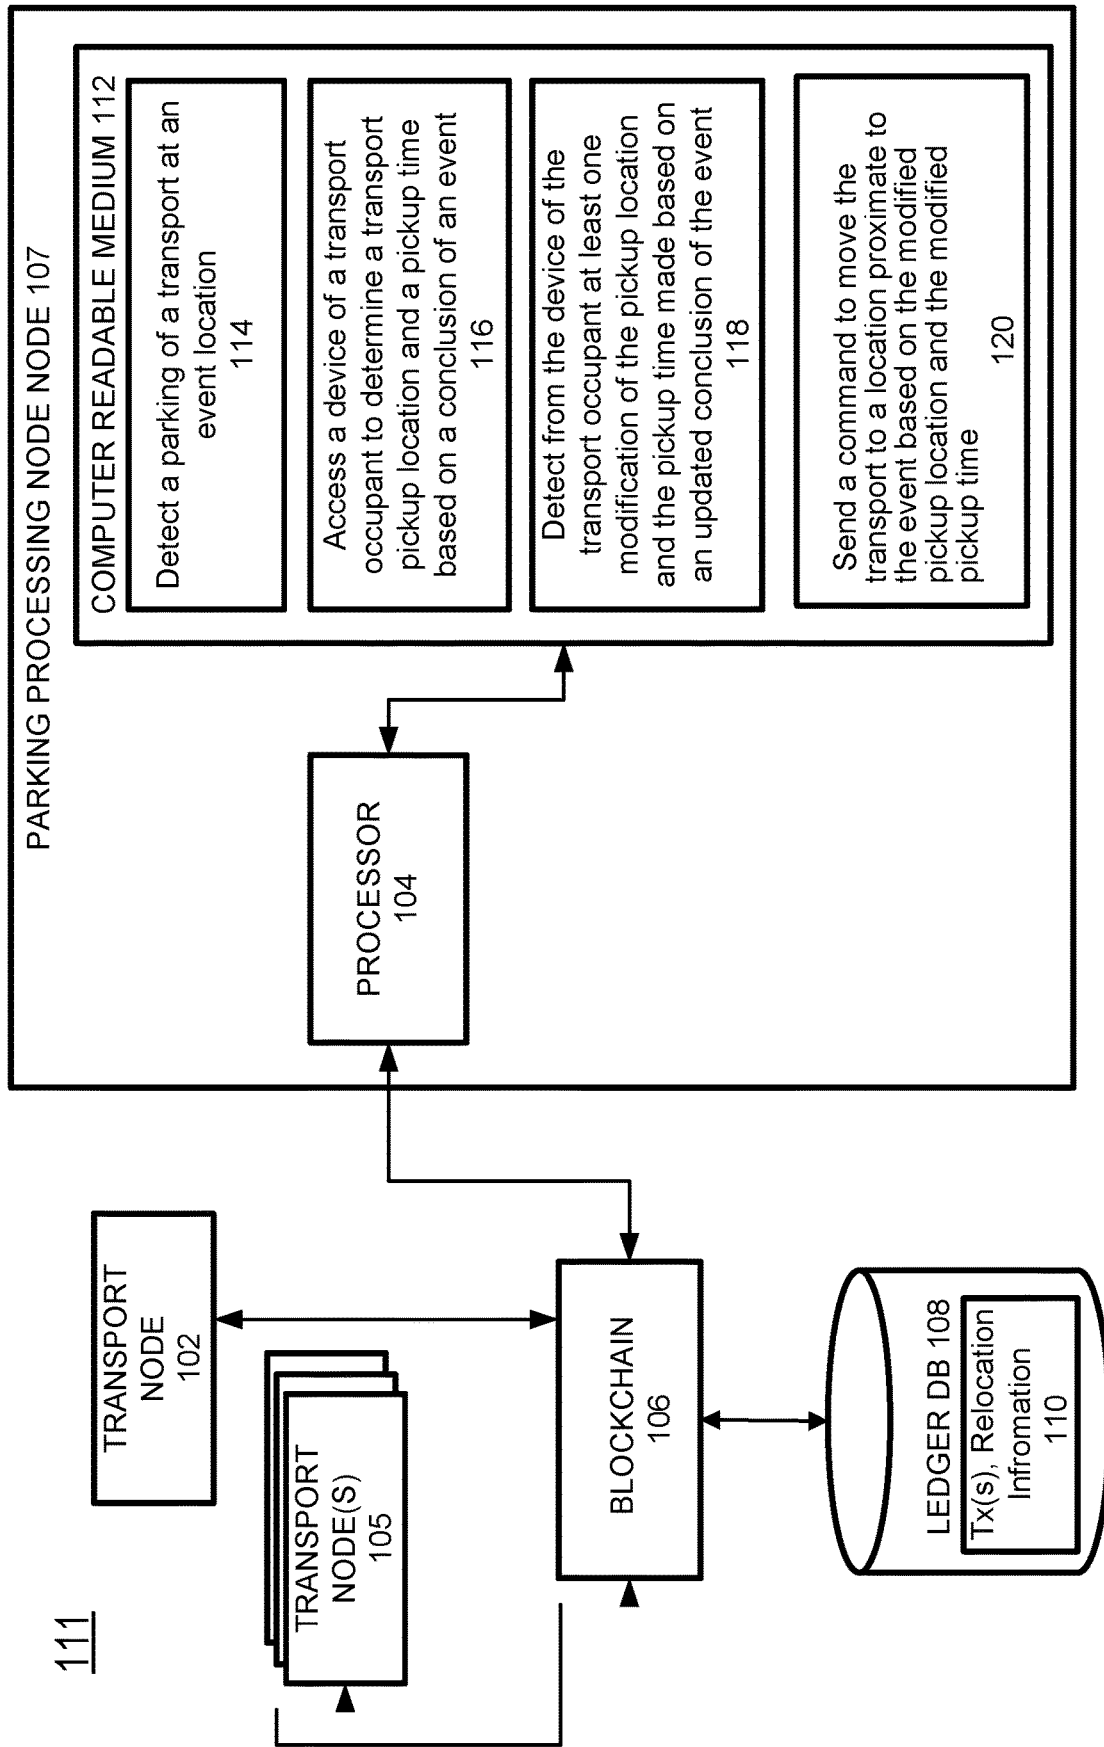 111
TRANSPORT
NODE
102
TRANSPORT
NODE(S)
105
BLOCKCHAIN
106
LEDGER DB 108
Tx(s), Relocation
Infromation
110
PARKING PROCESSING NODE NODE 107
PROCESSOR
104
COMPUTER READABLE MEDIUM 112
Detect a parking of a transport at an
event location
114
Access a device of a transport
occupant to determine a transport
pickup location and a pickup time
based on a conclusion of an event
116
Detect from the device of the
transport occupant at least one
modification of the pickup location
and the pickup time made based on
an updated conclusion of the event
118
Send a command to move the
transport to a location proximate to
the event based on the modified
pickup location and the modified
pickup time
120